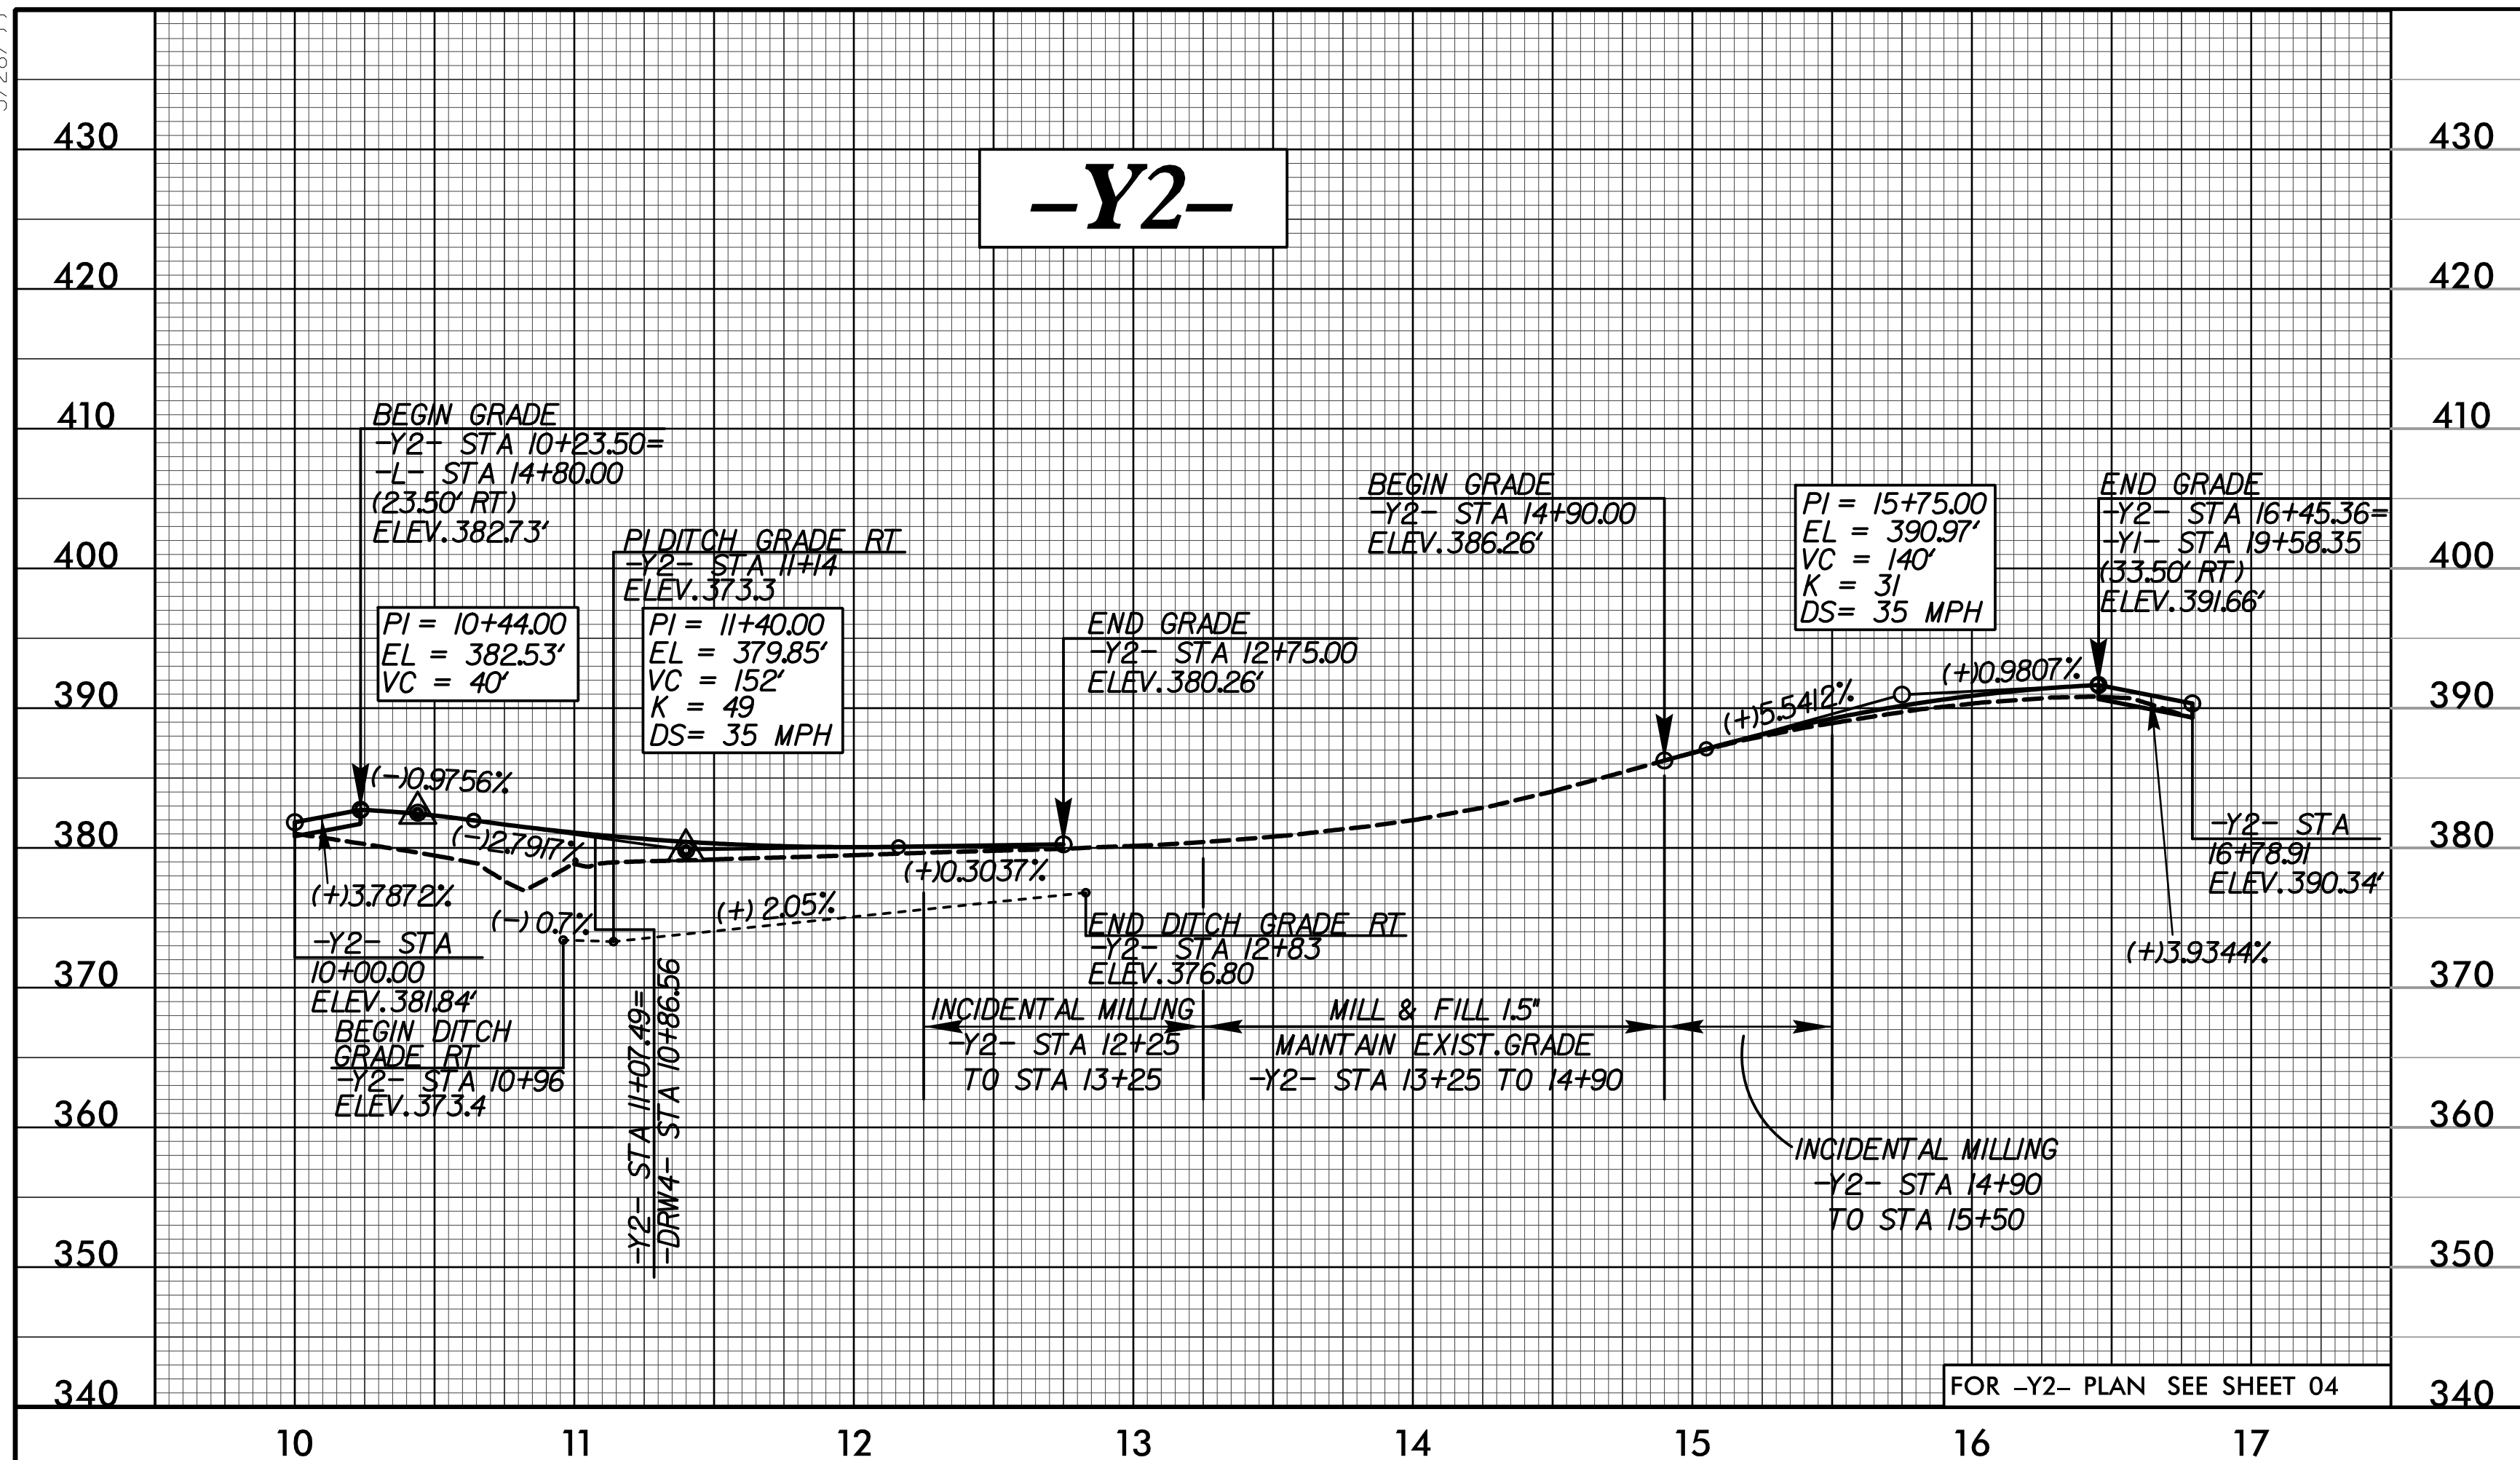 430
430
-Y2-
420
420
410
410
BEGIN GRADE
-Y2- STA 10+23.50=
-L- STA 14+80.00
(23.50' RT)
ELEV. 382.73'
PI DITCH GRADE RT
-Y2- STA 11+14
ELEV. 373.3
BEGIN GRADE
-Y2- STA 14+90.00
ELEV. 386.26'
PI = 15+75.00
EL = 390.97'
VC = 140'
K = 31
DS= 35 MPH
END GRADE
-Y2- STA 16+45.36=
-Y1- STA 19+58.35
(33.50' RT)
ELEV. 391.66'
400
400
PI = 10+44.00
EL = 382.53'
VC = 40'
PI = 11+40.00
EL = 379.85'
VC = 152'
K = 49
DS= 35 MPH
END GRADE
-Y2- STA 12+75.00
ELEV. 380.26'
390
390
(-)0.9756%
(-)2.7917%
(+)0.3037%
(+)5.5412%
(+)0.9807%
380
380
(+)3.7872%
(-) 0.7%
(+) 2.05%
-Y2- STA
16+78.91
ELEV. 390.34'
(+)3.9344%
-Y2- STA
10+00.00
ELEV. 381.84'
370
370
BEGIN DITCH
GRADE RT
-Y2- STA 10+96
ELEV. 373.4
-Y2- STA 11+07.49=
-DRW4- STA 10+86.56
END DITCH GRADE RT
-Y2- STA 12+83
ELEV. 376.80
INCIDENTAL MILLING
-Y2- STA 12+25
TO STA 13+25
MILL & FILL 1.5"
MAINTAIN EXIST. GRADE
-Y2- STA 13+25 TO 14+90
360
360
INCIDENTAL MILLING
-Y2- STA 14+90
TO STA 15+50
350
350
340
340
FOR -Y2- PLAN SEE SHEET 04
10 11 12 13 14 15 16 17